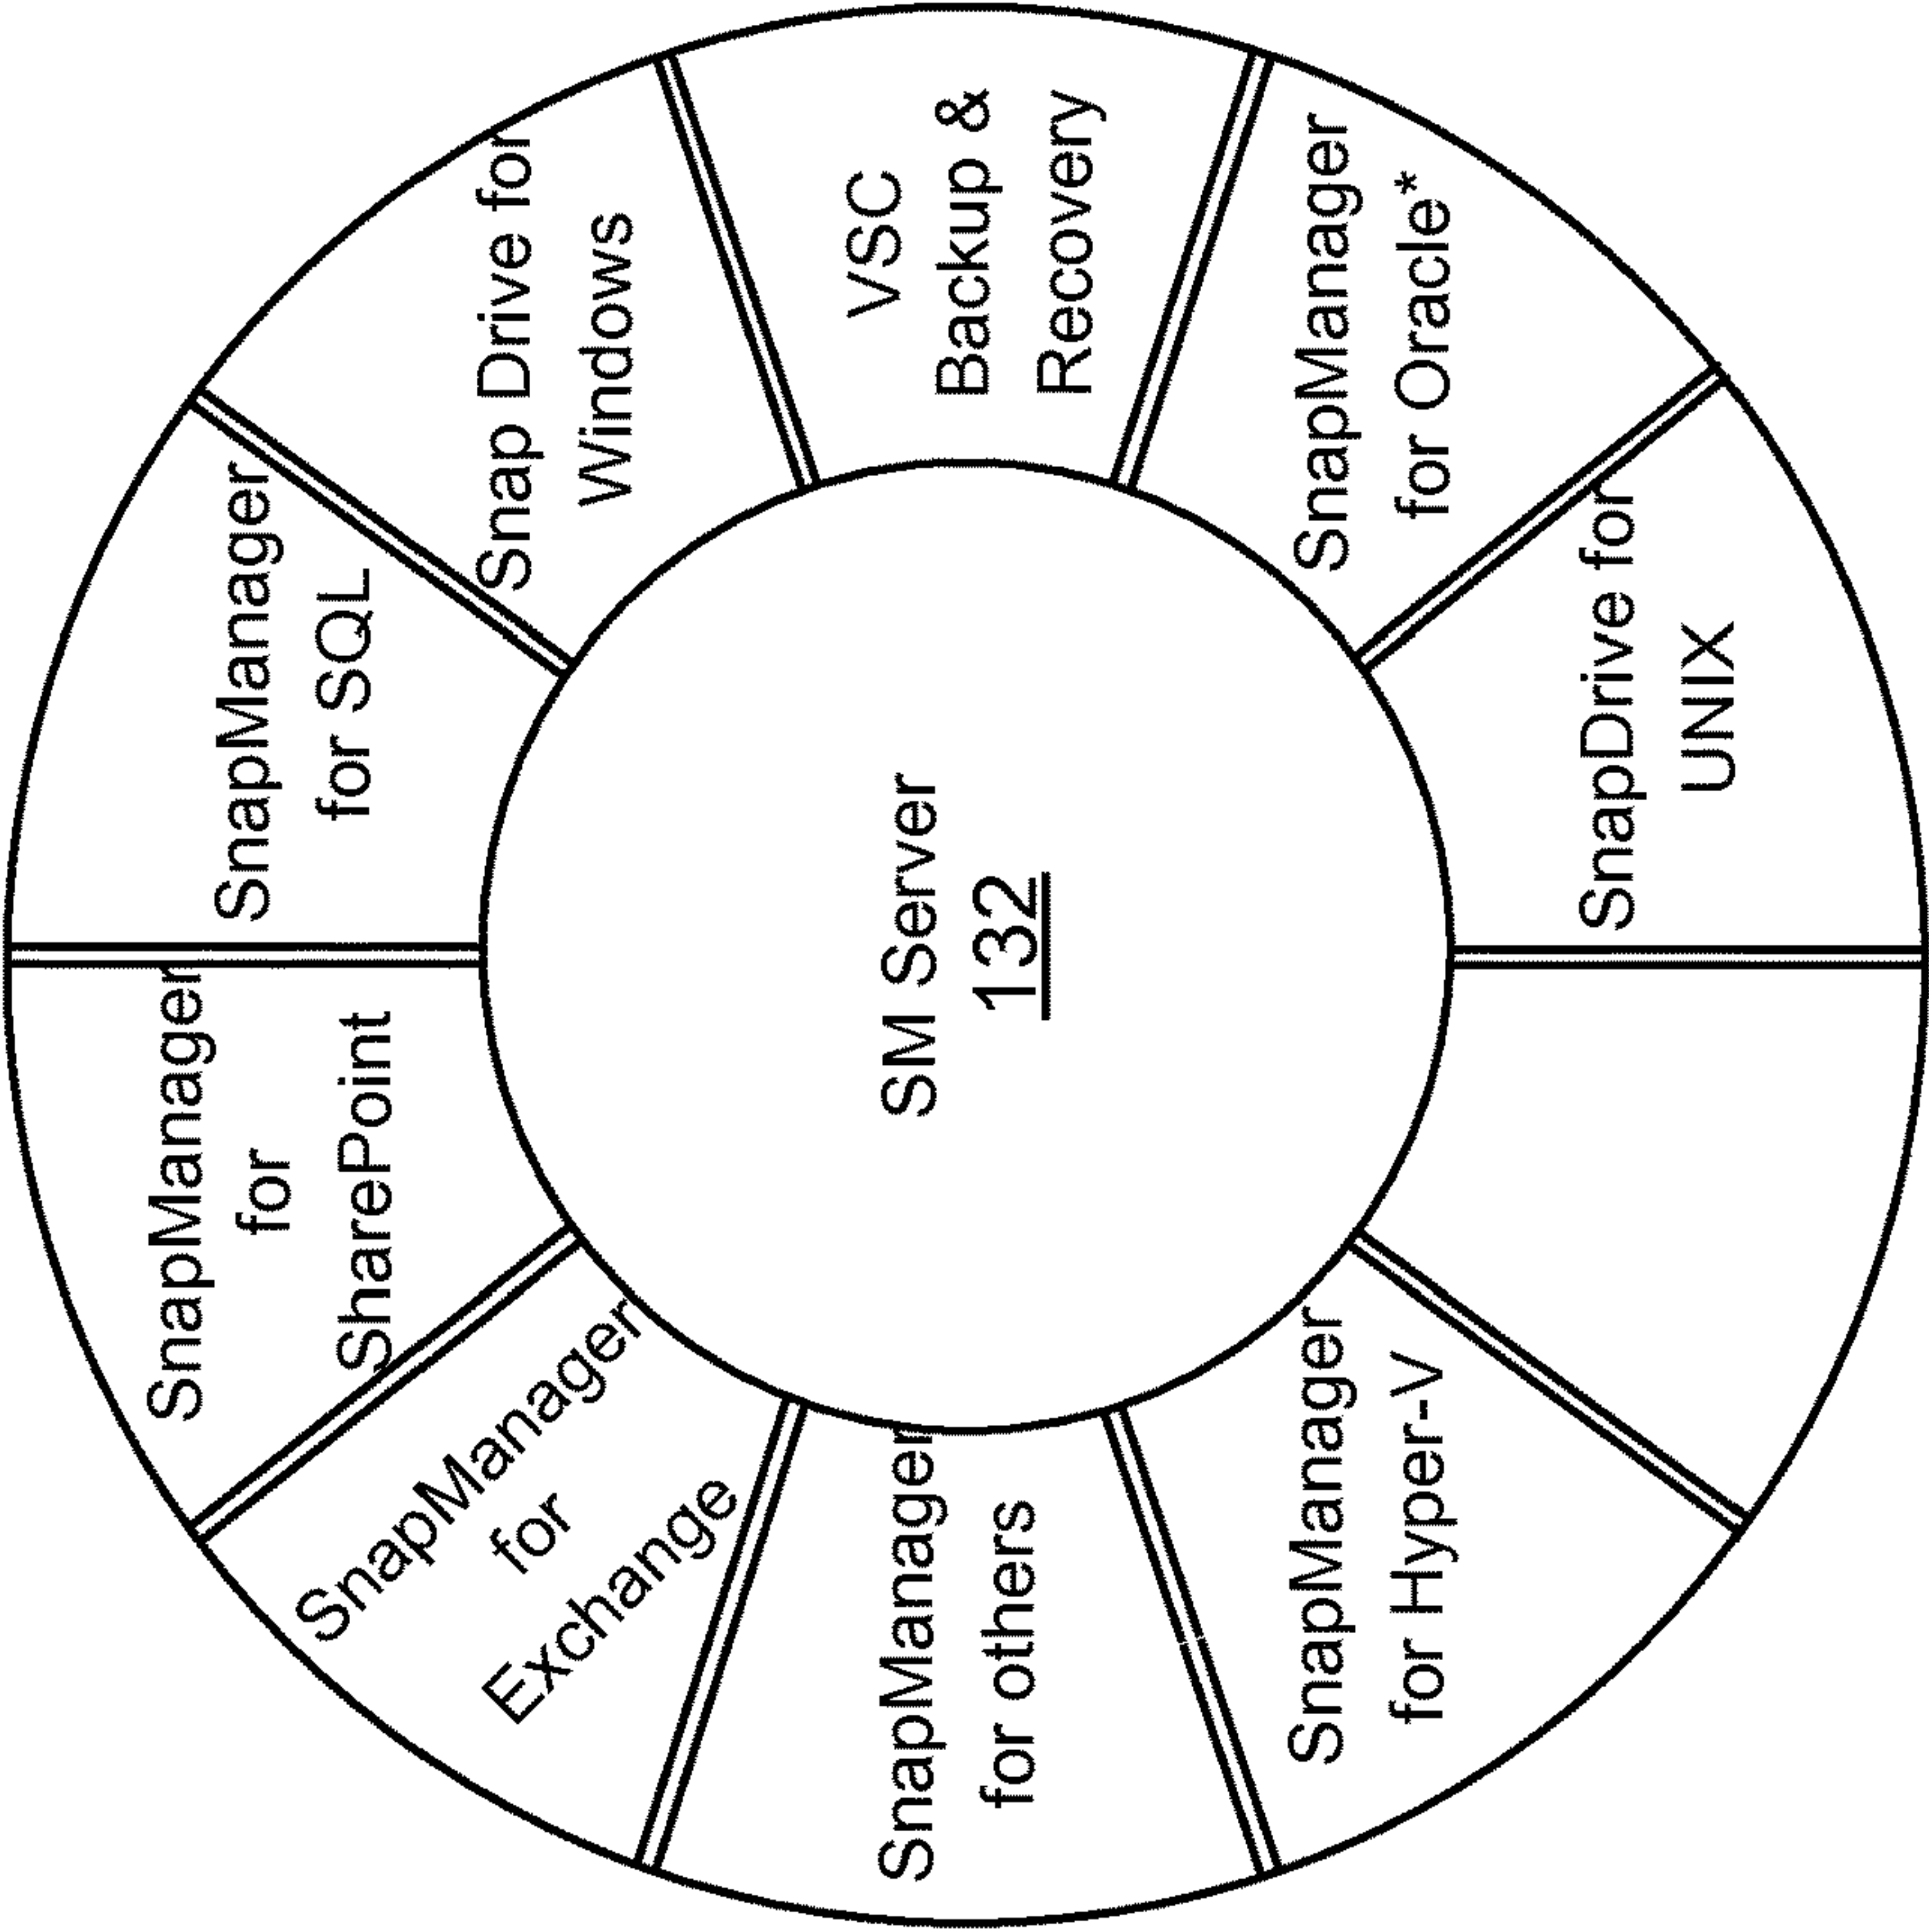 SnapManager
for
SharePoint
SnapManager
for SQL
Snap Drive for
Windows
VSC
Backup &
Recovery
SnapManager
for Oracle*
SnapDrive for
UNIX
SnapManager
for Hyper-V
SnapManager
for others
SnapManager
for
Exchange
SM Server
132